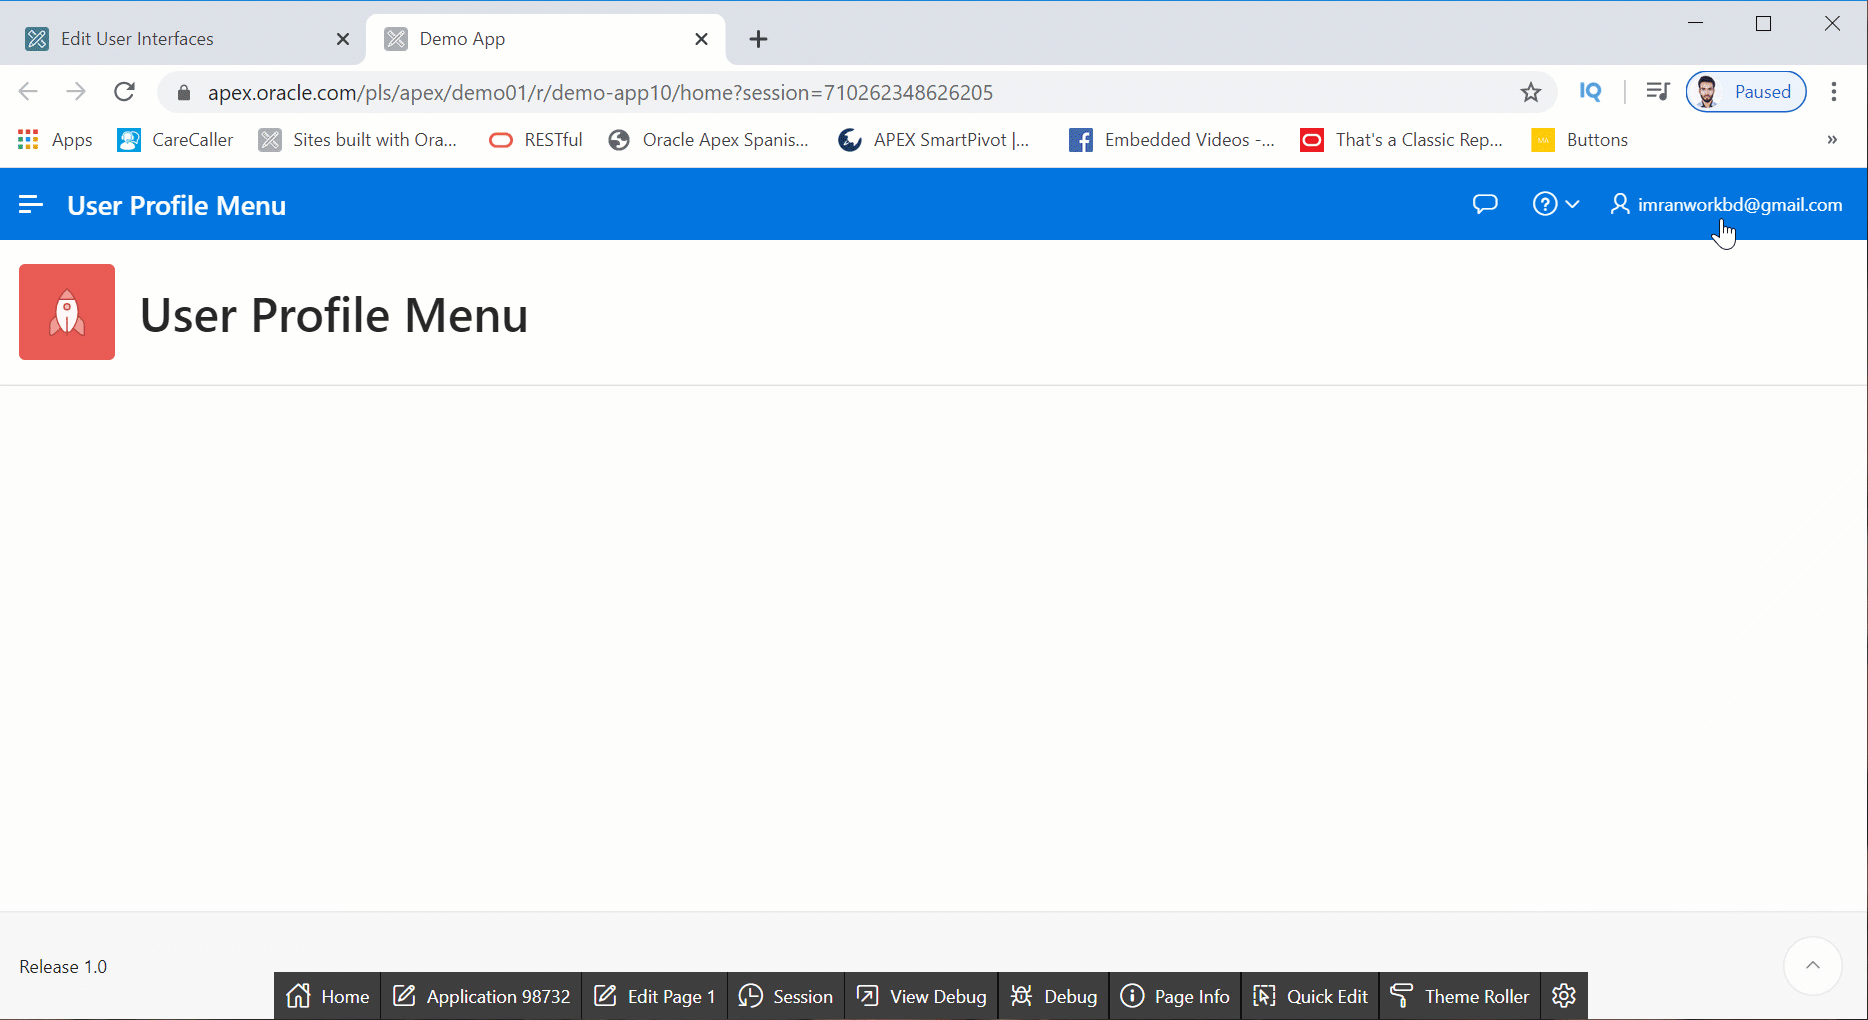 Edit User Interfaces
Demo App
apex.oracle.com/pls/apex/demo01/r/demo-app10/home?session=710262348626205
IQ
Paused
Apps
CareCaller
Sites built with Ora...
RESTful
Oracle Apex Spanis...
APEX SmartPivot |...
Embedded Videos -...
That's a Classic Rep...
MA
Buttons
»
User Profile Menu
imranworkbd@gmail.com
User Profile Menu
Release 1.0
Home
Application 98732
Edit Page 1
Session
View Debug
Debug
Page Info
Quick Edit
Theme Roller